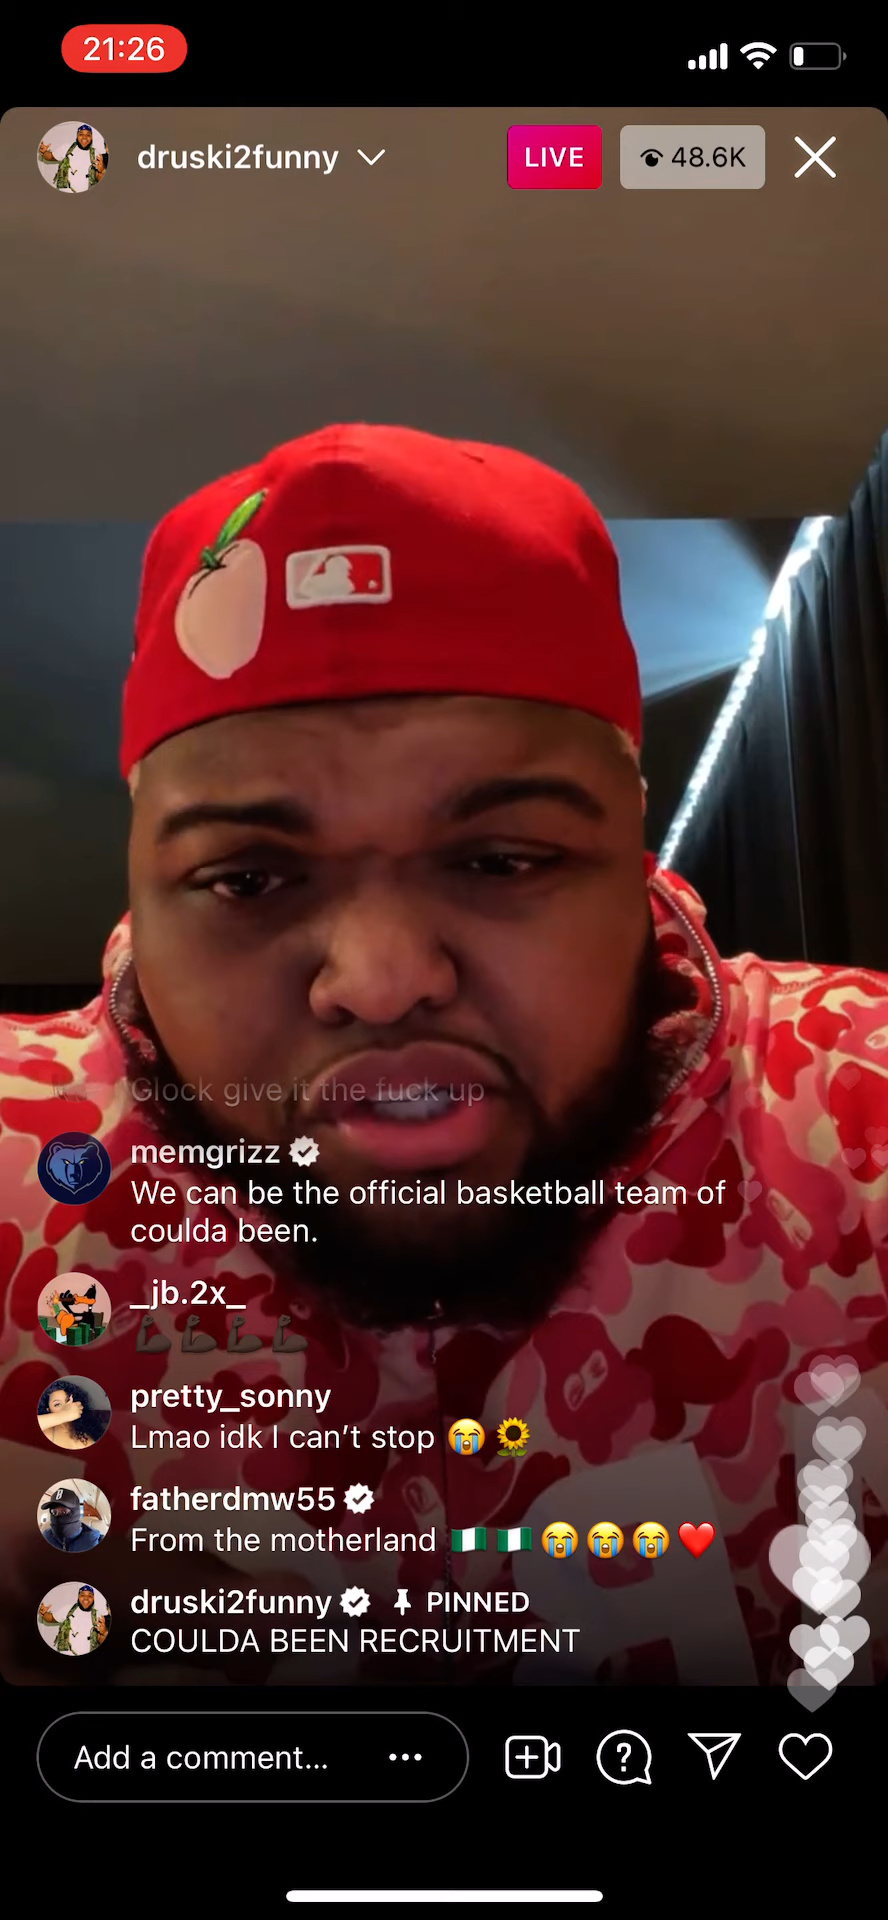 21:26
druski2funny
LIVE
48.6K
Glock give it the fuck up
memgrizz
We can be the official basketball team of
coulda been.
_jb.2x_
💪🏿💪🏿💪🏿💪🏿
pretty_sonny
Lmao idk I can’t stop 😭🌻
fatherdmw55
From the motherland 🇳🇬🇳🇬😭😭😭❤️
druski2funny PINNED
COULDA BEEN RECRUITMENT
Add a comment...